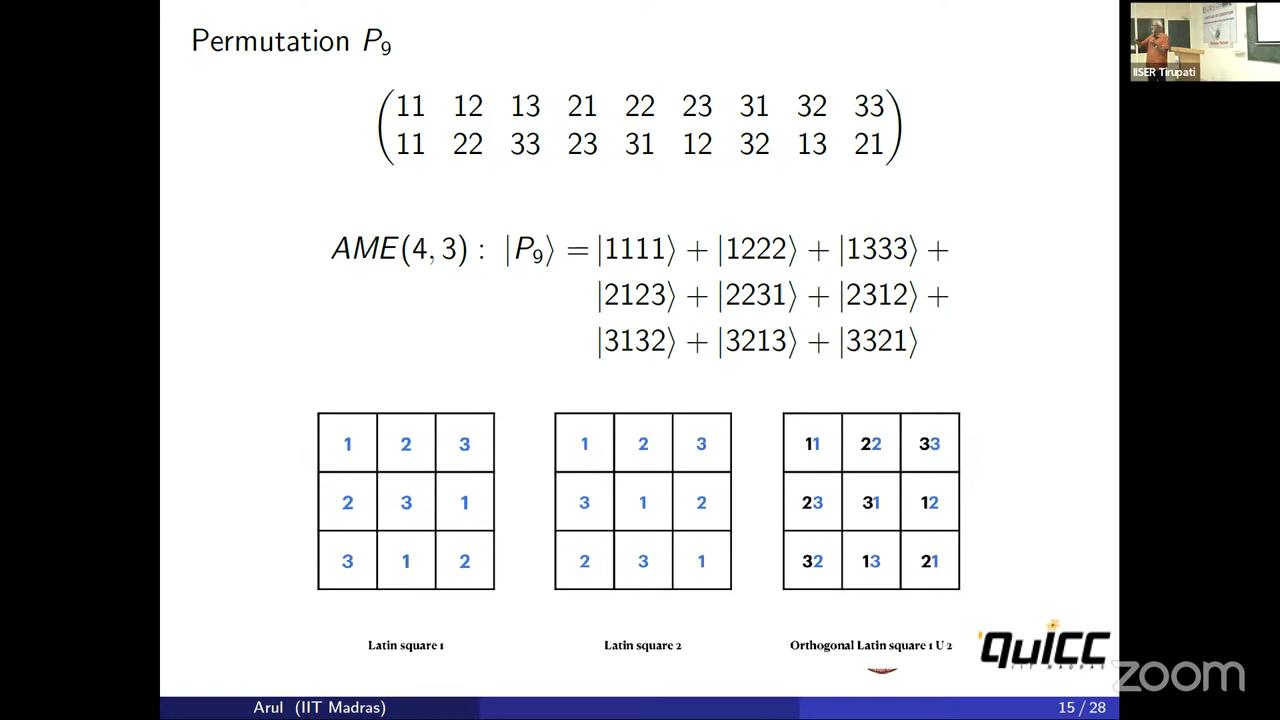 Permutation P₉
11 12 13 21 22 23 31 32 33
11 22 33 23 31 12 32 13 21
AME(4, 3) : |P₉⟩ = |1111⟩ + |1222⟩ + |1333⟩ +
|2123⟩ + |2231⟩ + |2312⟩ +
|3132⟩ + |3213⟩ + |3321⟩
1 2 3
2 3 1
3 1 2
Latin square 1
1 2 3
3 1 2
2 3 1
Latin square 2
11 22 33
23 31 12
32 13 21
Orthogonal Latin square 1 U 2
QuICC
IIT MADRAS
Arul (IIT Madras)
15 / 28
IISER Tirupati
zoom